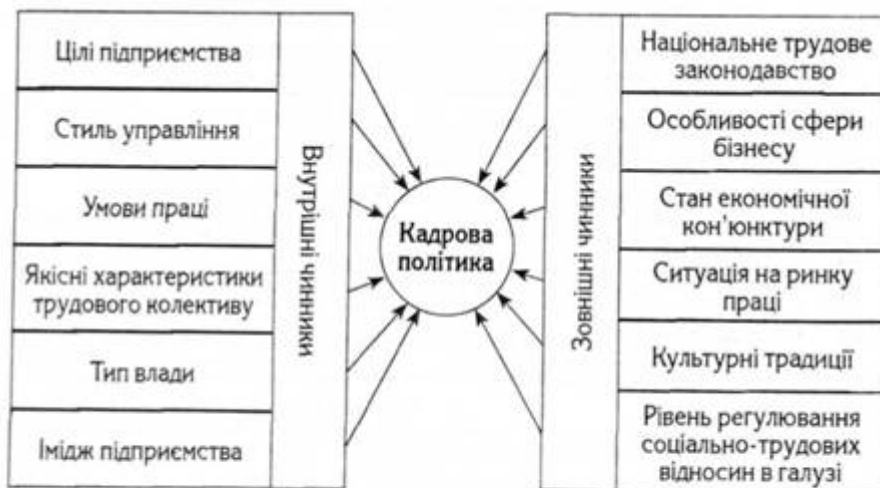 Цілі підприємства
Стиль управління
Умови праці
Якісні характеристики
трудового колективу
Тип влади
Імідж підприємства
Внутрішні чинники
Кадрова
політика
Зовнішні чинники
Національне трудове
законодавство
Особливості сфери
бізнесу
Стан економічної
кон'юнктури
Ситуація на ринку
праці
Культурні традиції
Рівень регулювання
соціально-трудових
відносин в галузі